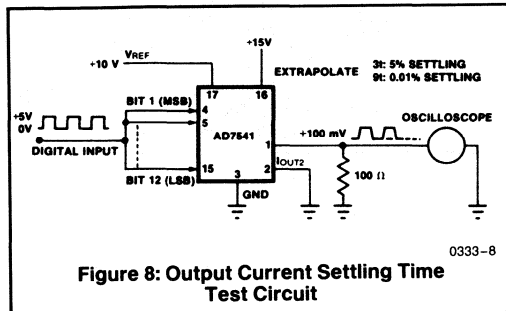 +15V
VREF
+10 V
EXTRAPOLATE 3t: 5% SETTLING
9t: 0.01% SETTLING
17 16
BIT 1 (MSB)
+5V
0V
4
5
AD7541
OSCILLOSCOPE
+100 mV
DIGITAL INPUT
1
IOUT2
15 2
BIT 12 (LSB)
3
GND
100 Ω
0333-8
Figure 8: Output Current Settling Time
Test Circuit